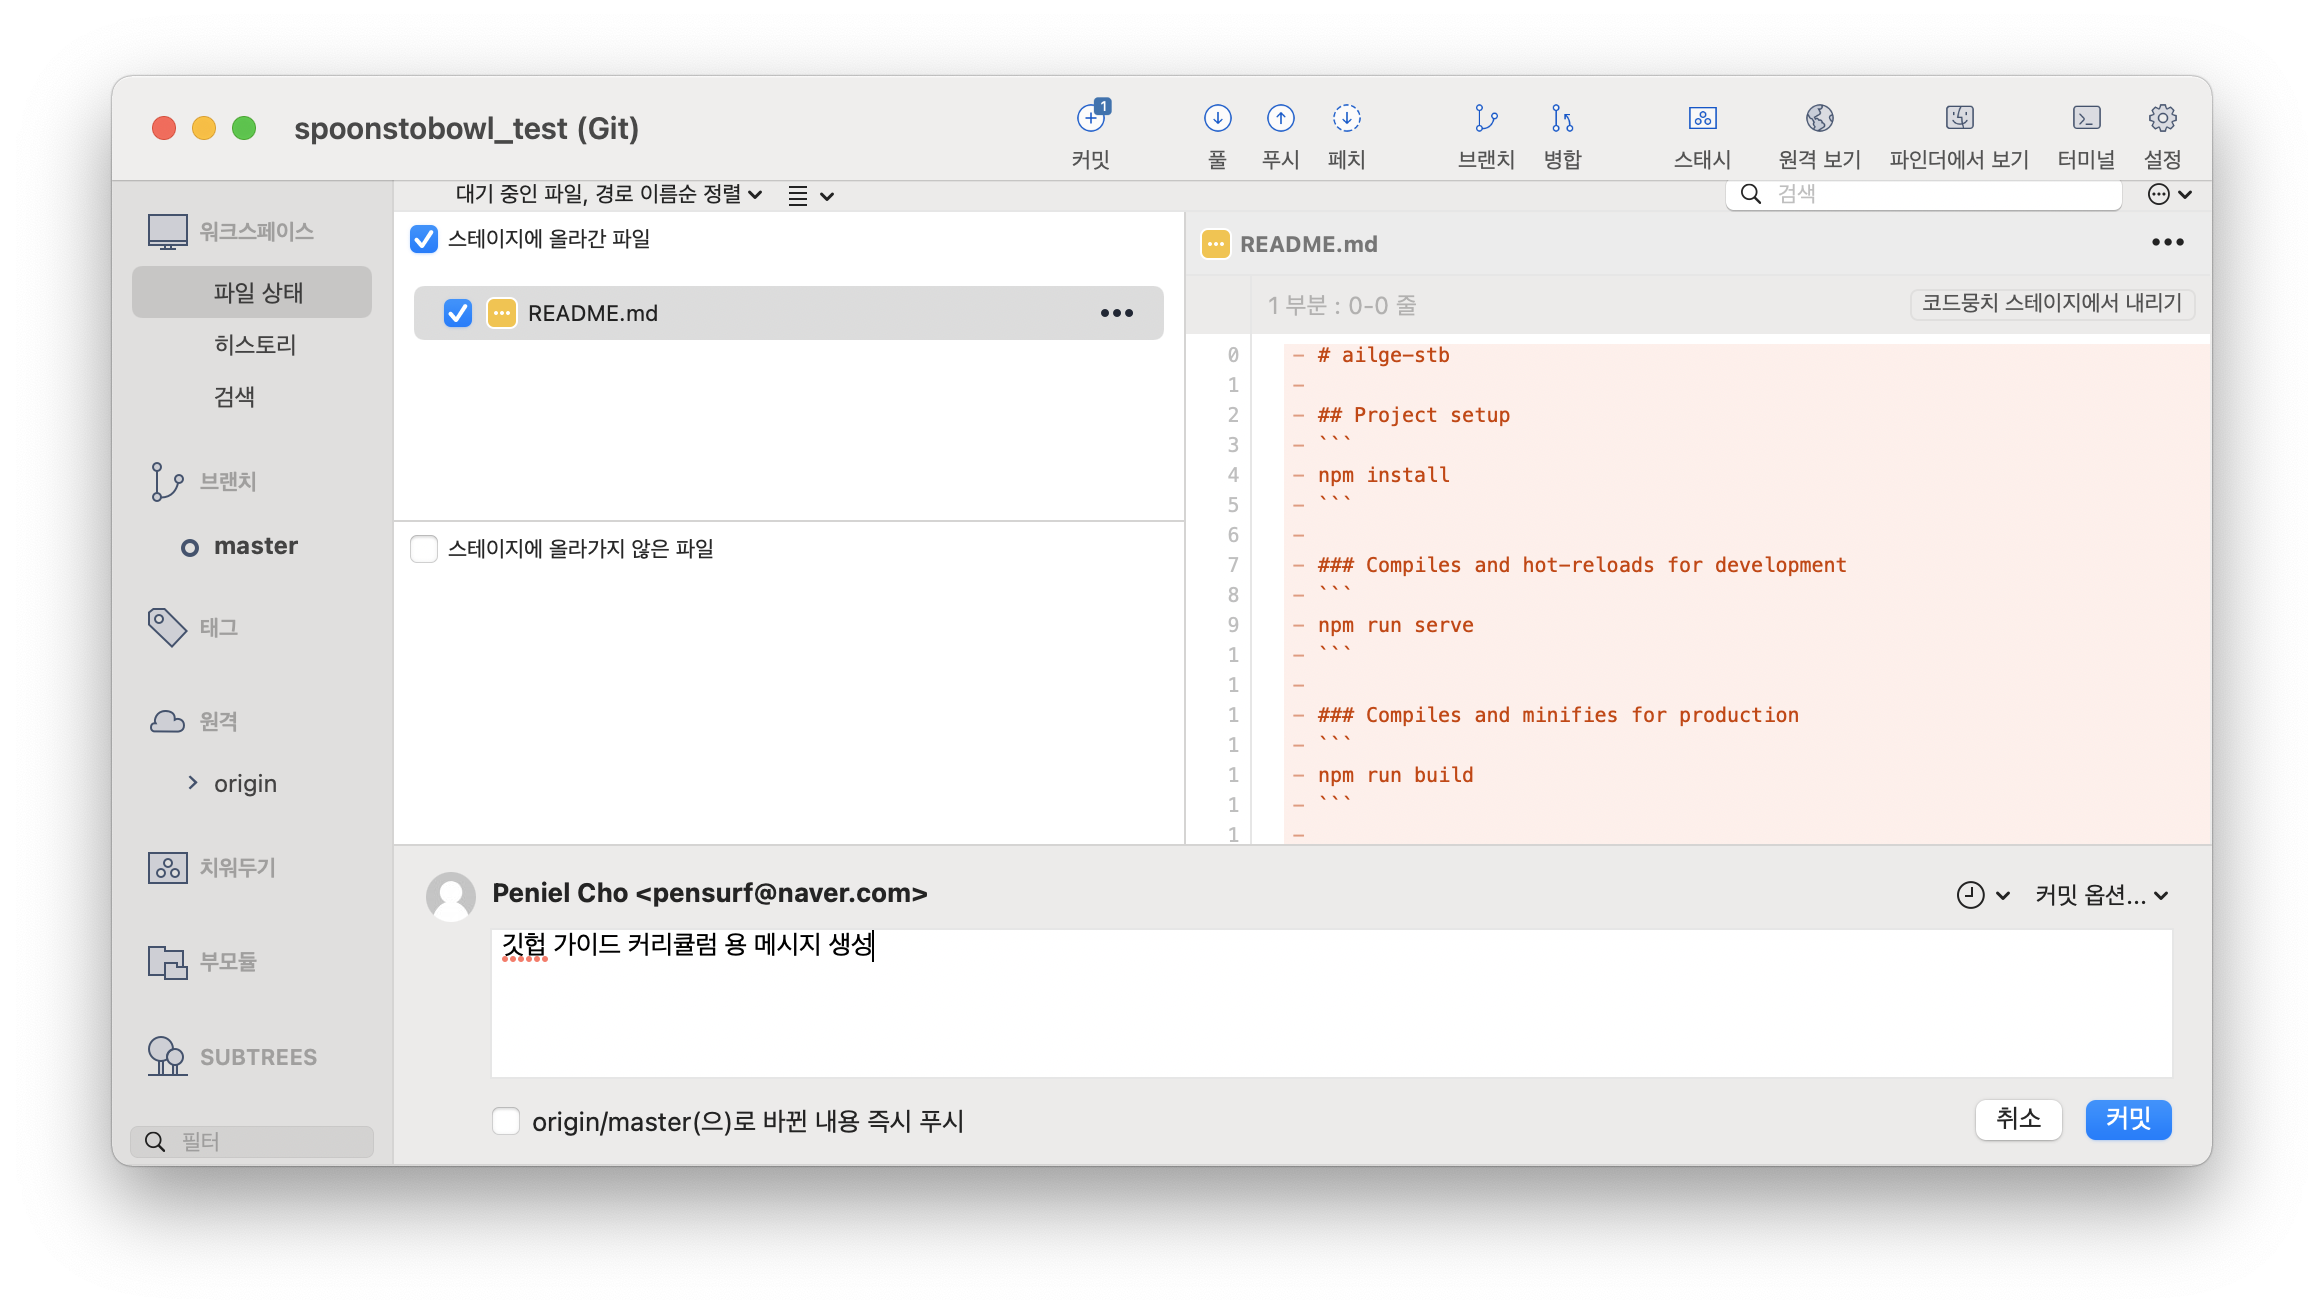 spoonstobowl_test (Git)
1
커밋
풀
푸시
페치
브랜치
병합
스태시
원격 보기
파인더에서 보기
터미널
설정
대기 중인 파일, 경로 이름순 정렬
검색
워크스페이스
파일 상태
히스토리
검색
브랜치
master
태그
원격
origin
치워두기
부모듈
SUBTREES
필터
스테이지에 올라간 파일
README.md
스테이지에 올라가지 않은 파일
README.md
1 부분 : 0-0 줄
코드뭉치 스테이지에서 내리기
0 - # ailge-stb
1 -
2 - ## Project setup
3 - ```
4 - npm install
5 - ```
6 -
7 - ### Compiles and hot-reloads for development
8 - ```
9 - npm run serve
1 - ```
1 -
1 - ### Compiles and minifies for production
1 - ```
1 - npm run build
1 - ```
1 -
Peniel Cho <pensurf@naver.com>
커밋 옵션...
깃헙 가이드 커리큘럼 용 메시지 생성
origin/master(으)로 바뀐 내용 즉시 푸시
취소
커밋